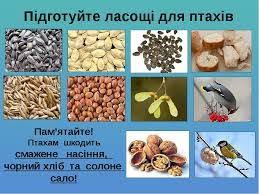 Підготуйте ласощі для птахів
Пам'ятайте!
Птахам шкодить
смажене насіння,
чорний хліб та солоне
сало!